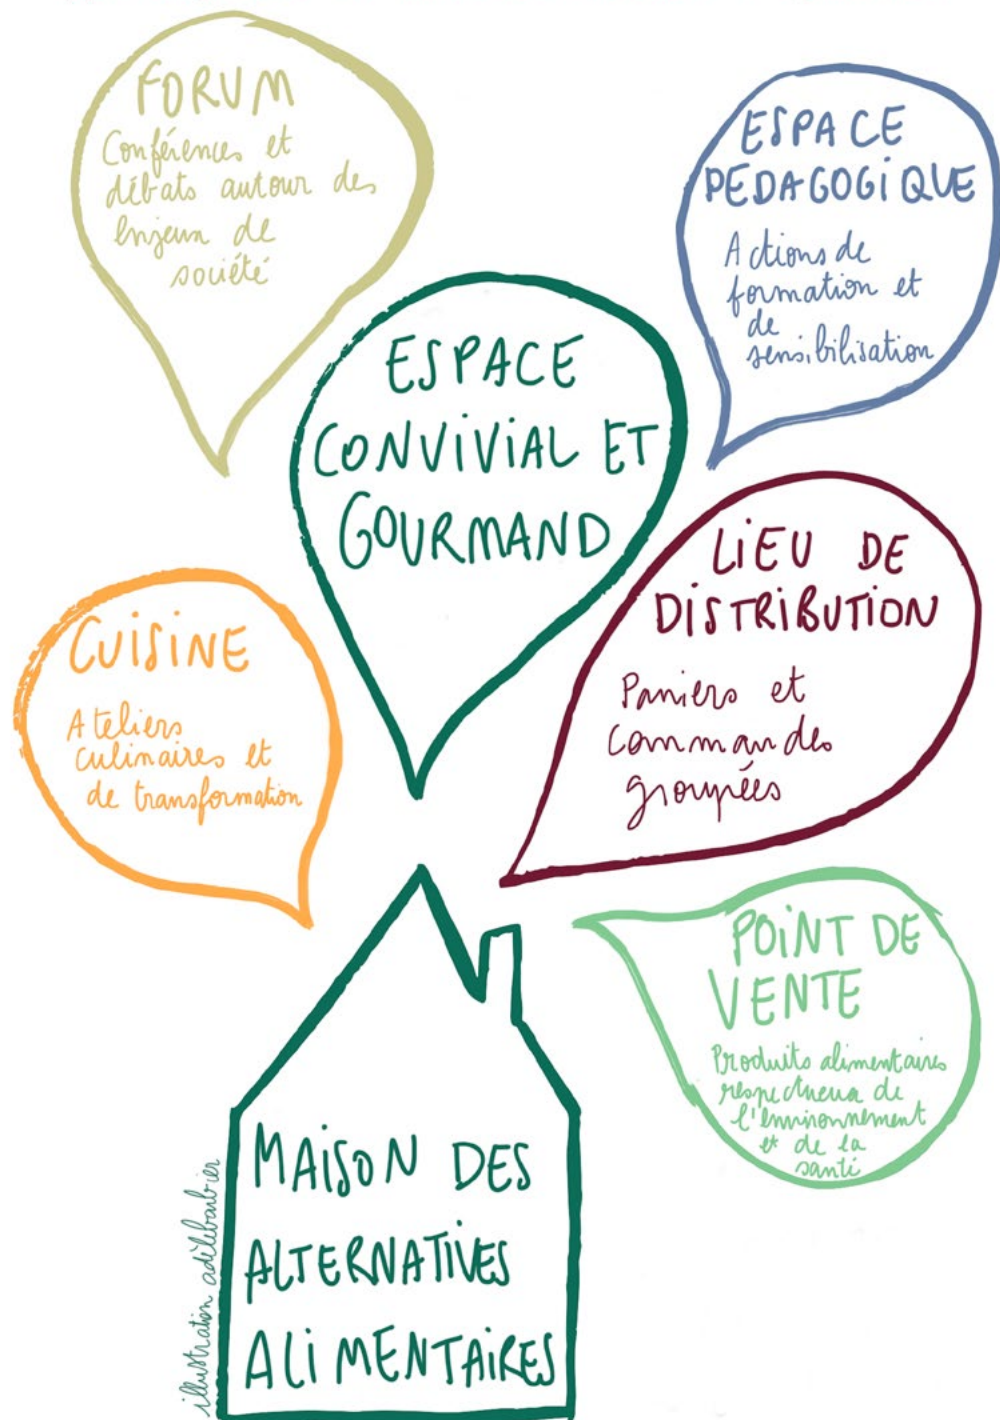 FORUM
Conférences et
débats autour des
enjeux de
société
ESPACE
PEDAGOGIQUE
Actions de
formation et
de
sensibilisation
ESPACE
CONVIVIAL ET
GOURMAND
LIEU DE
DISTRIBUTION
Paniers et
commandes
groupées
CUISINE
Ateliers
culinaires et
de transformation
POINT DE
VENTE
Produits alimentaires
respectueux de
l'environnement
et de la
santé
MAISON DES
ALTERNATIVES
ALIMENTAIRES
illustration adèlebarbier